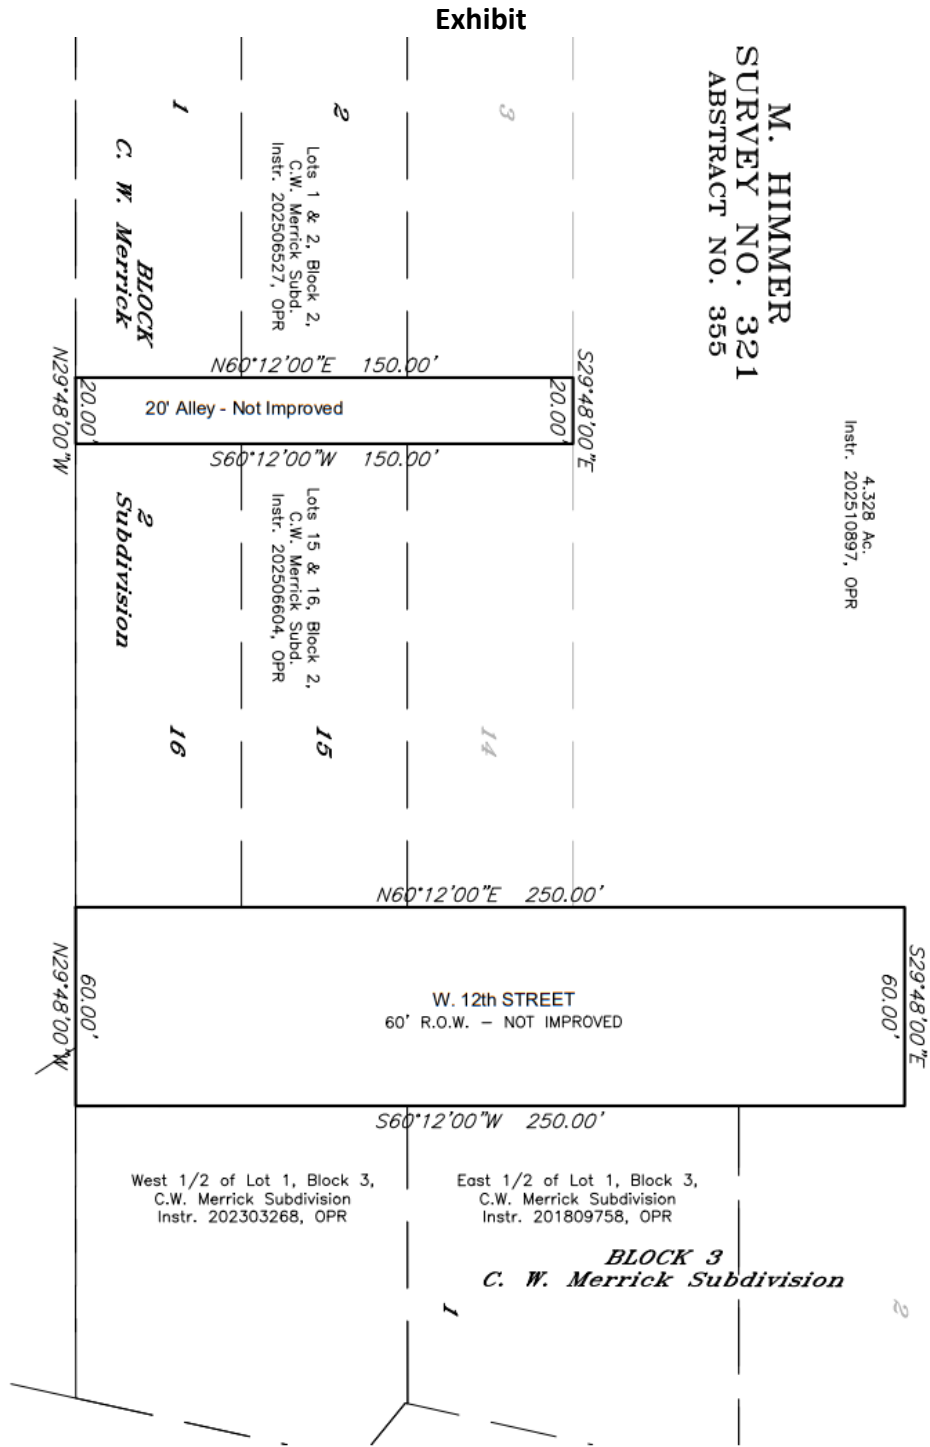 Exhibit
M. HIMMER
SURVEY NO. 321
ABSTRACT NO. 355
1
2
3
Lots 1 & 2, Block 2,
C.W. Merrick Subd.
Instr. 202506527, OPR
BLOCK
C. W. Merrick
N60°12'00"E 150.00'
N29°48'00"W
20.00'
20' Alley - Not Improved
20.00'
S29°48'00"E
S60°12'00"W 150.00'
4.328 Ac.
Instr. 202510897, OPR
2
Subdivision
Lots 15 & 16, Block 2,
C.W. Merrick Subd.
Instr. 202506604, OPR
16
15
14
N60°12'00"E 250.00'
N29°48'00"W
60.00'
W. 12th STREET
60' R.O.W. – NOT IMPROVED
60.00'
S29°48'00"E
S60°12'00"W 250.00'
West 1/2 of Lot 1, Block 3,
C.W. Merrick Subdivision
Instr. 202303268, OPR
East 1/2 of Lot 1, Block 3,
C.W. Merrick Subdivision
Instr. 201809758, OPR
BLOCK 3
C. W. Merrick Subdivision
1
2